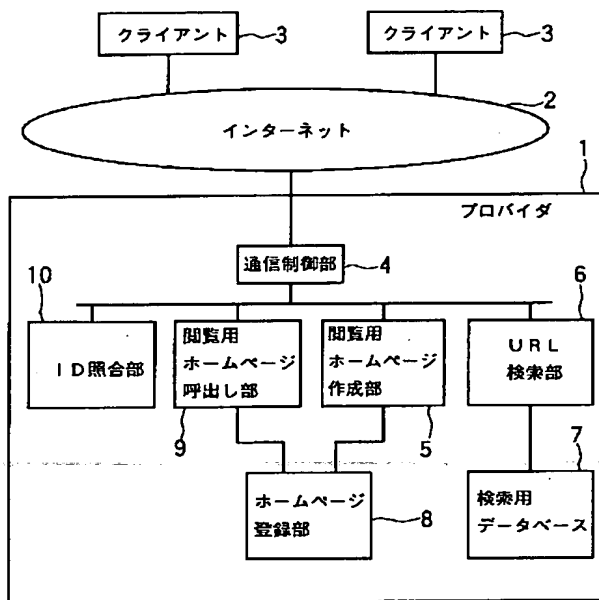 クライアント
3
クライアント
3
2
インターネット
1
プロバイダ
通信制御部
4
10
6
ID照合部
閲覧用
ホームページ
呼出し部
閲覧用
ホームページ
作成部
URL
検索部
9
5
7
ホームページ
登録部
8
検索用
データベース